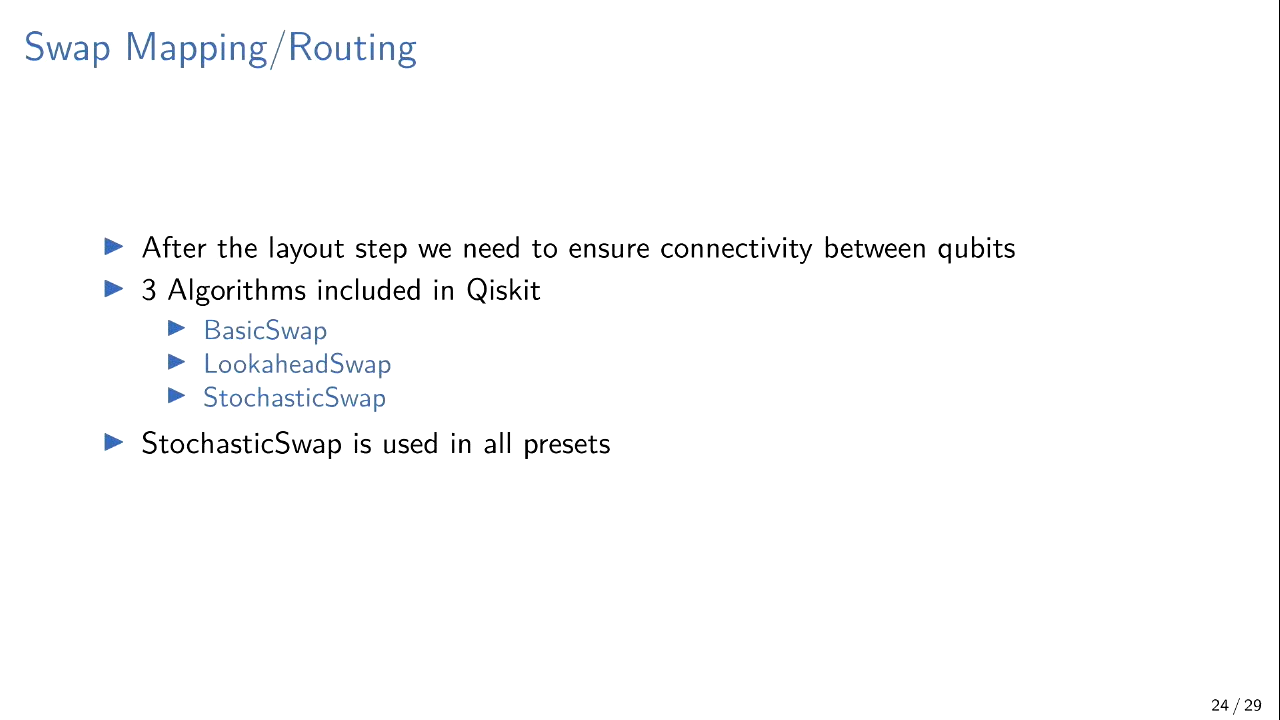 Swap Mapping/Routing
After the layout step we need to ensure connectivity between qubits
3 Algorithms included in Qiskit
BasicSwap
LookaheadSwap
StochasticSwap
StochasticSwap is used in all presets
24 / 29